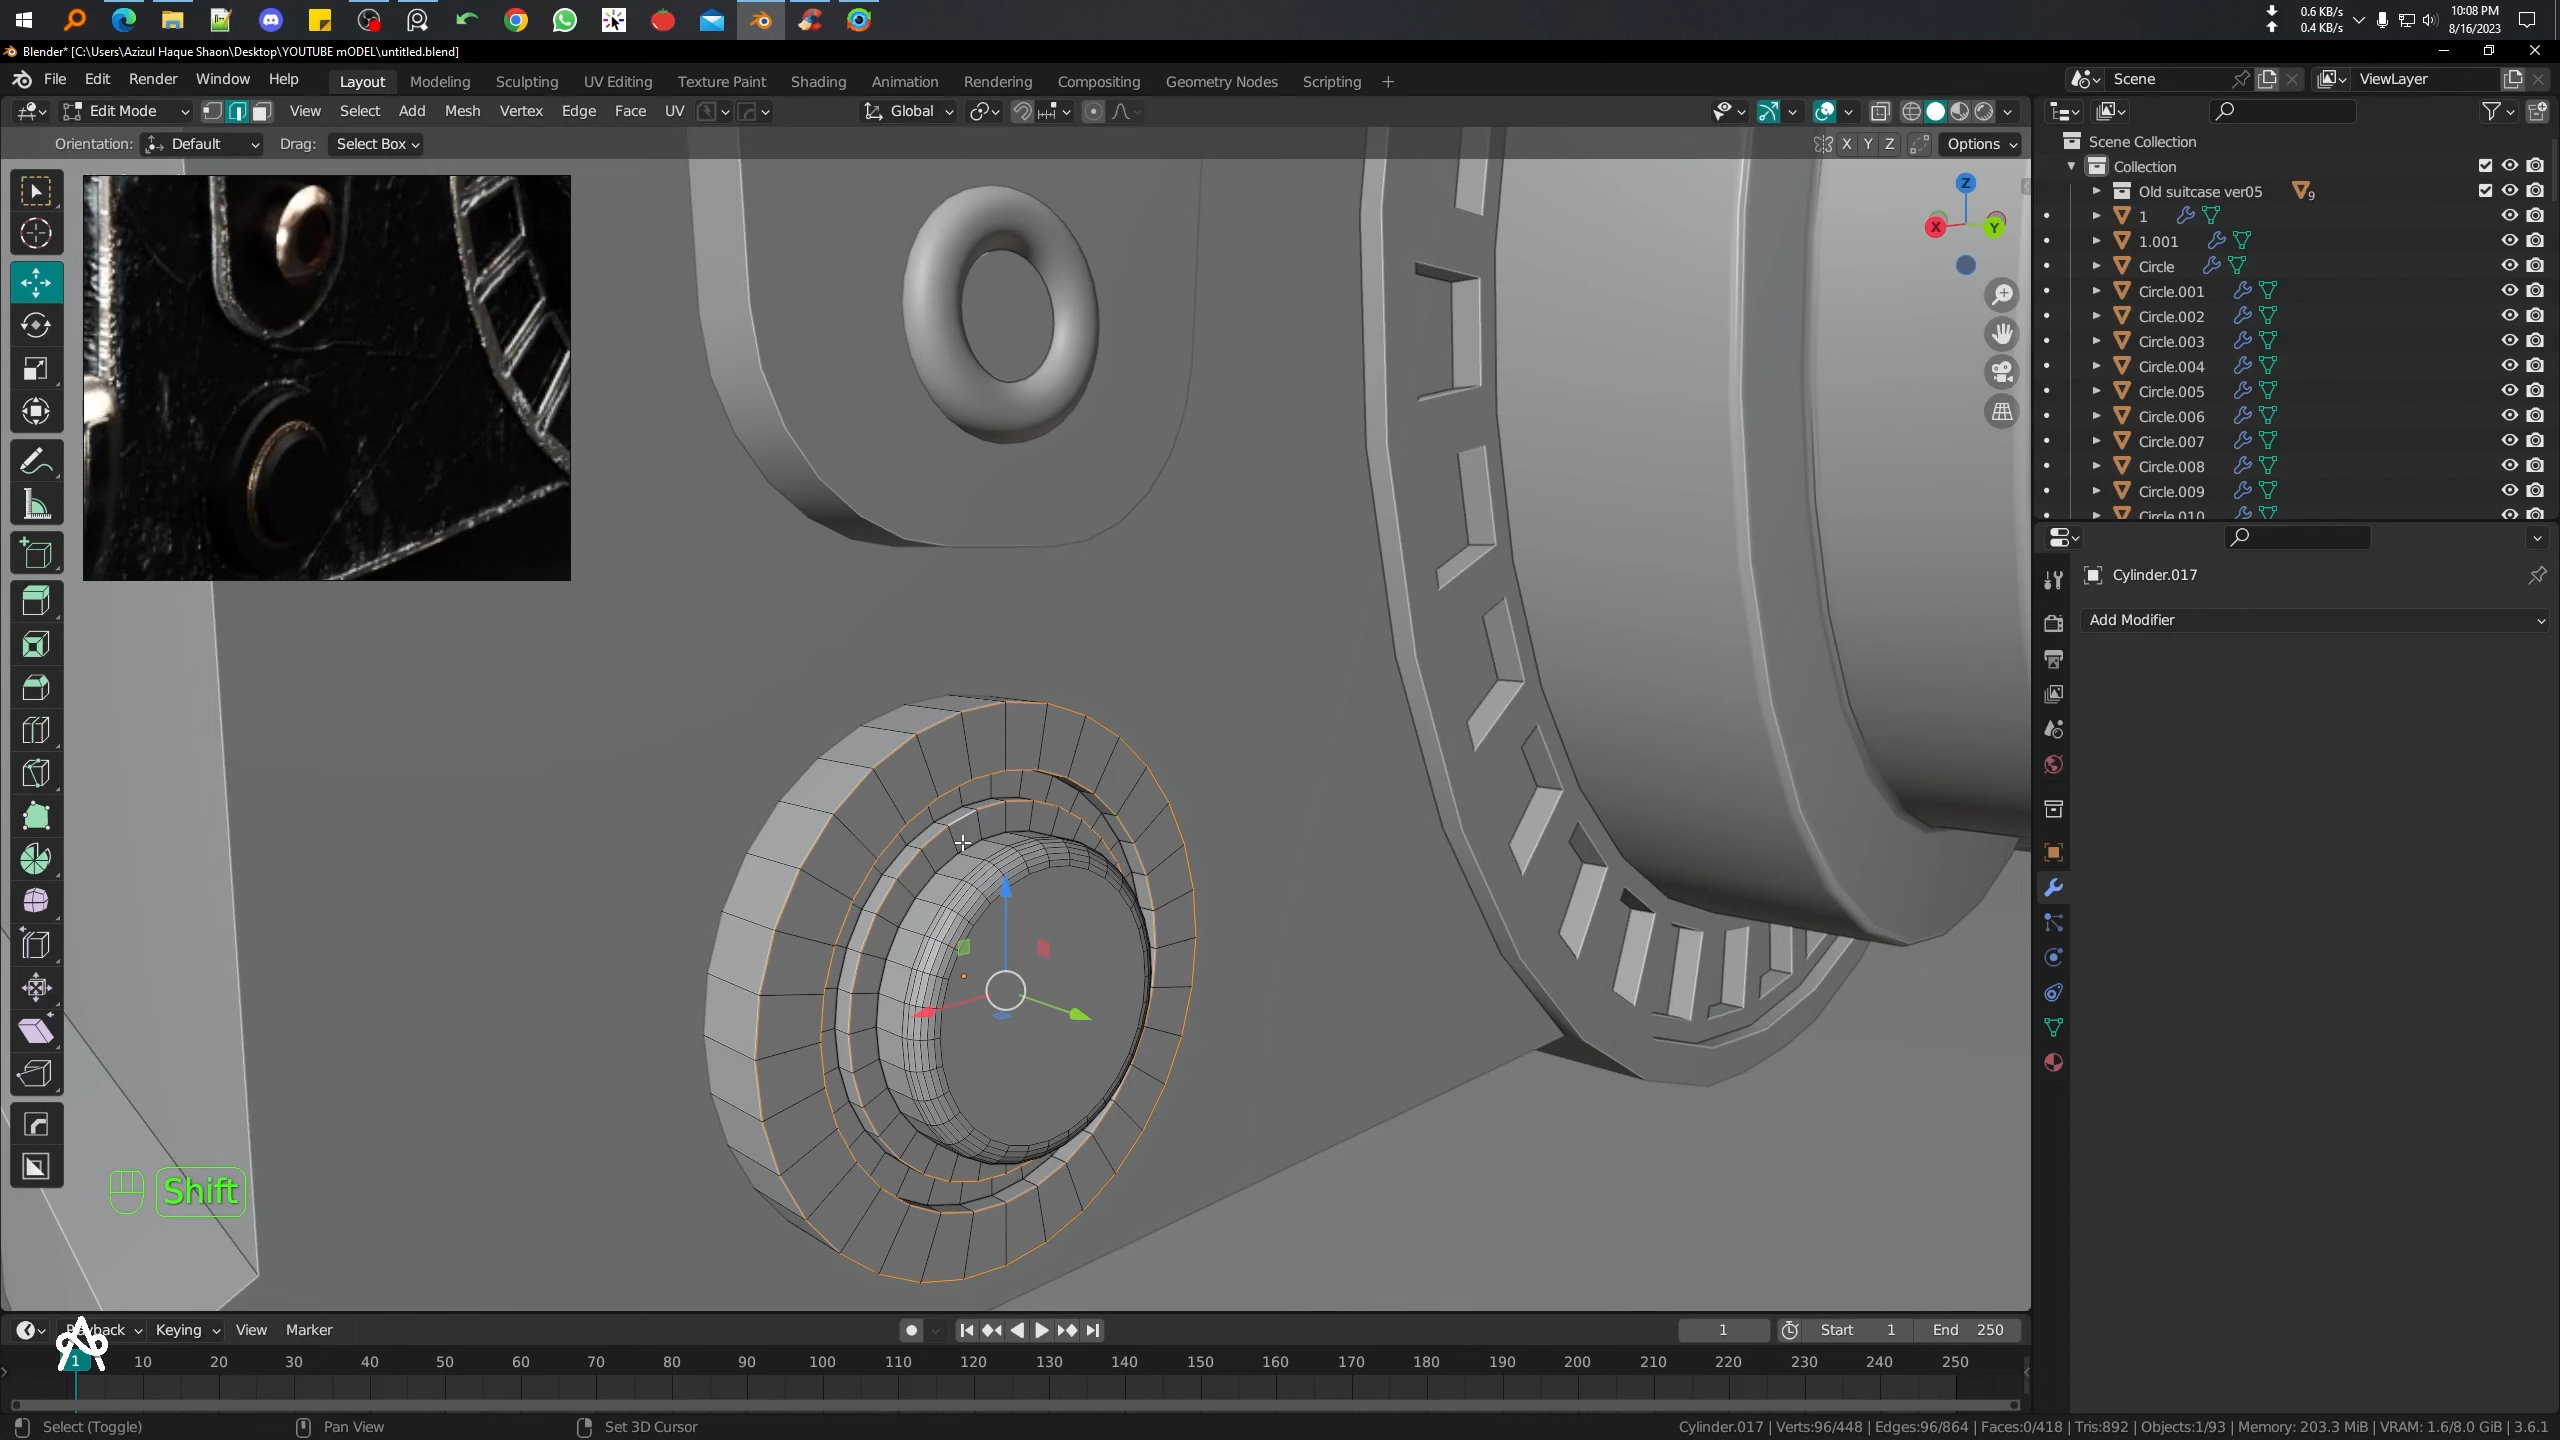 0.6 KB/s
0.4 KB/s
10:08 PM
8/16/2023
Blender* [C:\Users\Azizul Haque Shaon\Desktop\YOUTUBE mODEL\untitled.blend]
File Edit Render Window Help
Layout Modeling Sculpting UV Editing Texture Paint Shading Animation Rendering Compositing Geometry Nodes Scripting +
Scene
ViewLayer
Edit Mode View Select Add Mesh Vertex Edge Face UV
Global
Orientation: Default Drag: Select Box
X Y Z Options
Scene Collection
Collection
Old suitcase ver05 9
1
1.001
Circle
Circle.001
Circle.002
Circle.003
Circle.004
Circle.005
Circle.006
Circle.007
Circle.008
Circle.009
Circle.010
Z
X
Y
Cylinder.017
Add Modifier
Shift
Playback Keying View Marker
1 Start 1 End 250
1 10 20 30 40 50 60 70 80 90 100 110 120 130 140 150 160 170 180 190 200 210 220 230 240 250
Select (Toggle) Pan View Set 3D Cursor
Cylinder.017 | Verts:96/448 | Edges:96/864 | Faces:0/418 | Tris:892 | Objects:1/93 | Memory: 203.3 MiB | VRAM: 1.6/8.0 GiB | 3.6.1